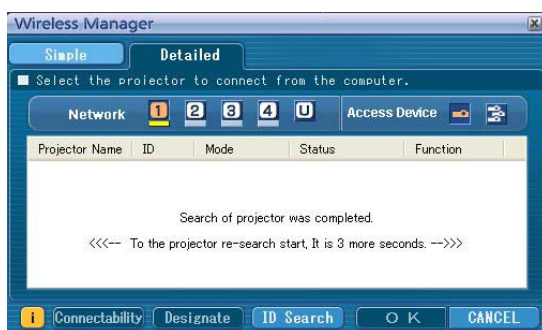 Wireless Manager
Simple Detailed
Select the projector to connect from the computer.
Network 1 2 3 4 U Access Device
Projector Name ID Mode Status Function
Search of projector was completed.
<<<-- To the projector re-search start, It is 3 more seconds. -->>>
i Connectability Designate ID Search O K CANCEL